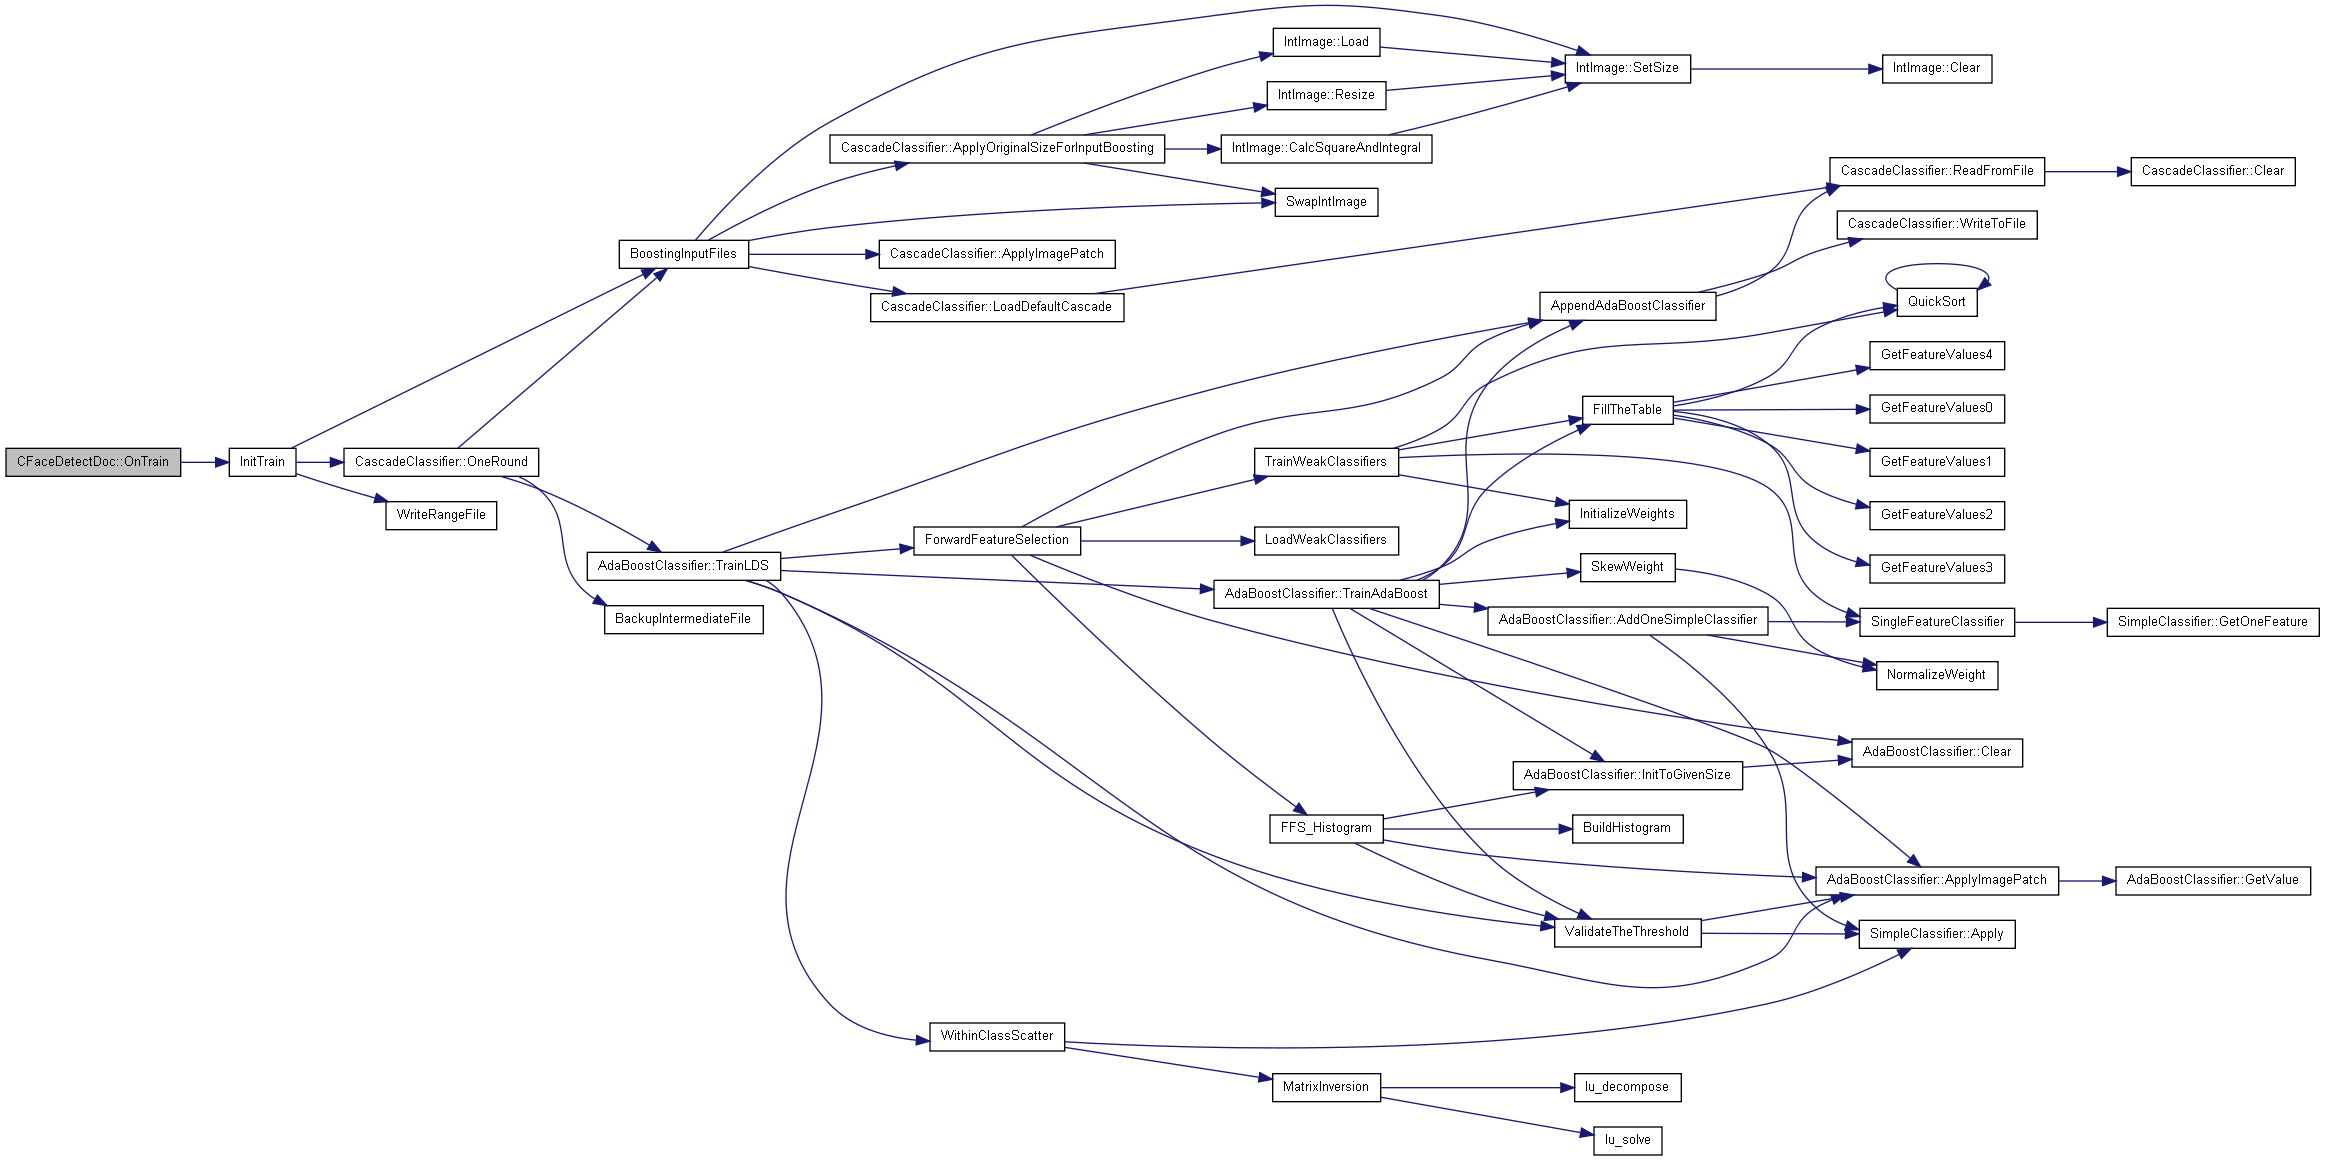 IntImage::Load
IntImage::SetSize
IntImage::Clear
IntImage::Resize
CascadeClassifier::ApplyOriginalSizeForInputBoosting
IntImage::CalcSquareAndIntegral
CascadeClassifier::ReadFromFile
CascadeClassifier::Clear
SwapIntImage
CascadeClassifier::WriteToFile
BoostingInputFiles
CascadeClassifier::ApplyImagePatch
CascadeClassifier::LoadDefaultCascade
AppendAdaBoostClassifier
QuickSort
GetFeatureValues4
FillTheTable
GetFeatureValues0
CFaceDetectDoc::OnTrain
InitTrain
CascadeClassifier::OneRound
TrainWeakClassifiers
GetFeatureValues1
WriteRangeFile
InitializeWeights
GetFeatureValues2
ForwardFeatureSelection
LoadWeakClassifiers
AdaBoostClassifier::TrainLDS
SkewWeight
GetFeatureValues3
AdaBoostClassifier::TrainAdaBoost
BackupIntermediateFile
AdaBoostClassifier::AddOneSimpleClassifier
SingleFeatureClassifier
SimpleClassifier::GetOneFeature
NormalizeWeight
AdaBoostClassifier::Clear
AdaBoostClassifier::InitToGivenSize
FFS_Histogram
BuildHistogram
AdaBoostClassifier::ApplyImagePatch
AdaBoostClassifier::GetValue
ValidateTheThreshold
SimpleClassifier::Apply
WithinClassScatter
MatrixInversion
lu_decompose
lu_solve